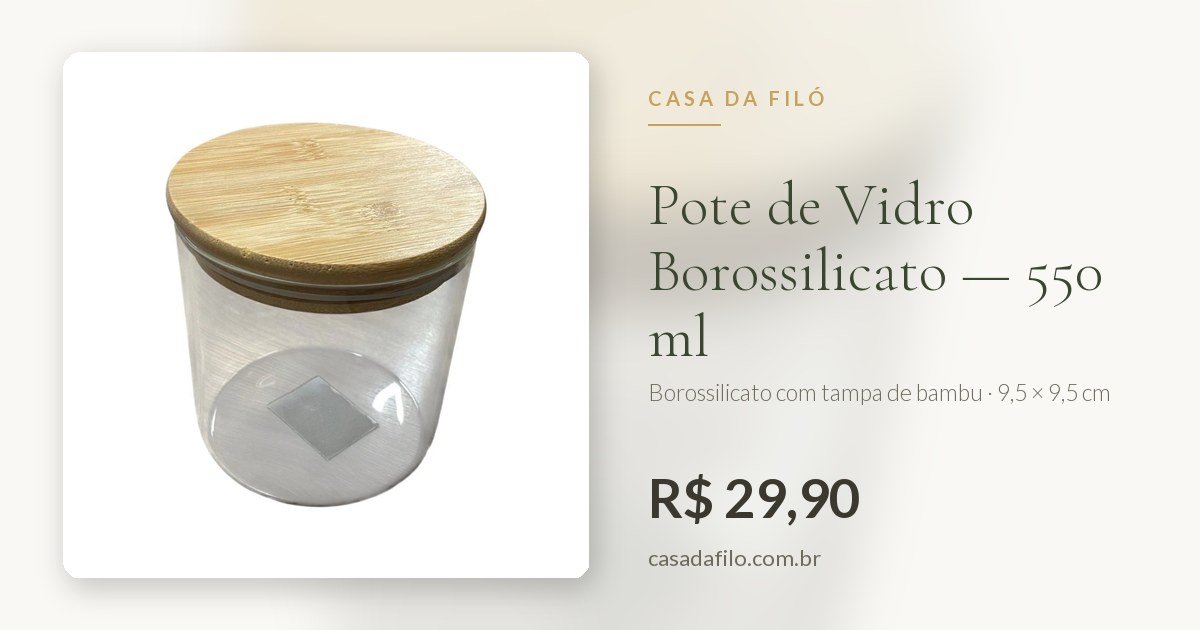 CASA DA FILÓ
Pote de Vidro
Borossilicato — 550
ml
Borossilicato com tampa de bambu · 9,5 × 9,5 cm
R$ 29,90
casadafilo.com.br